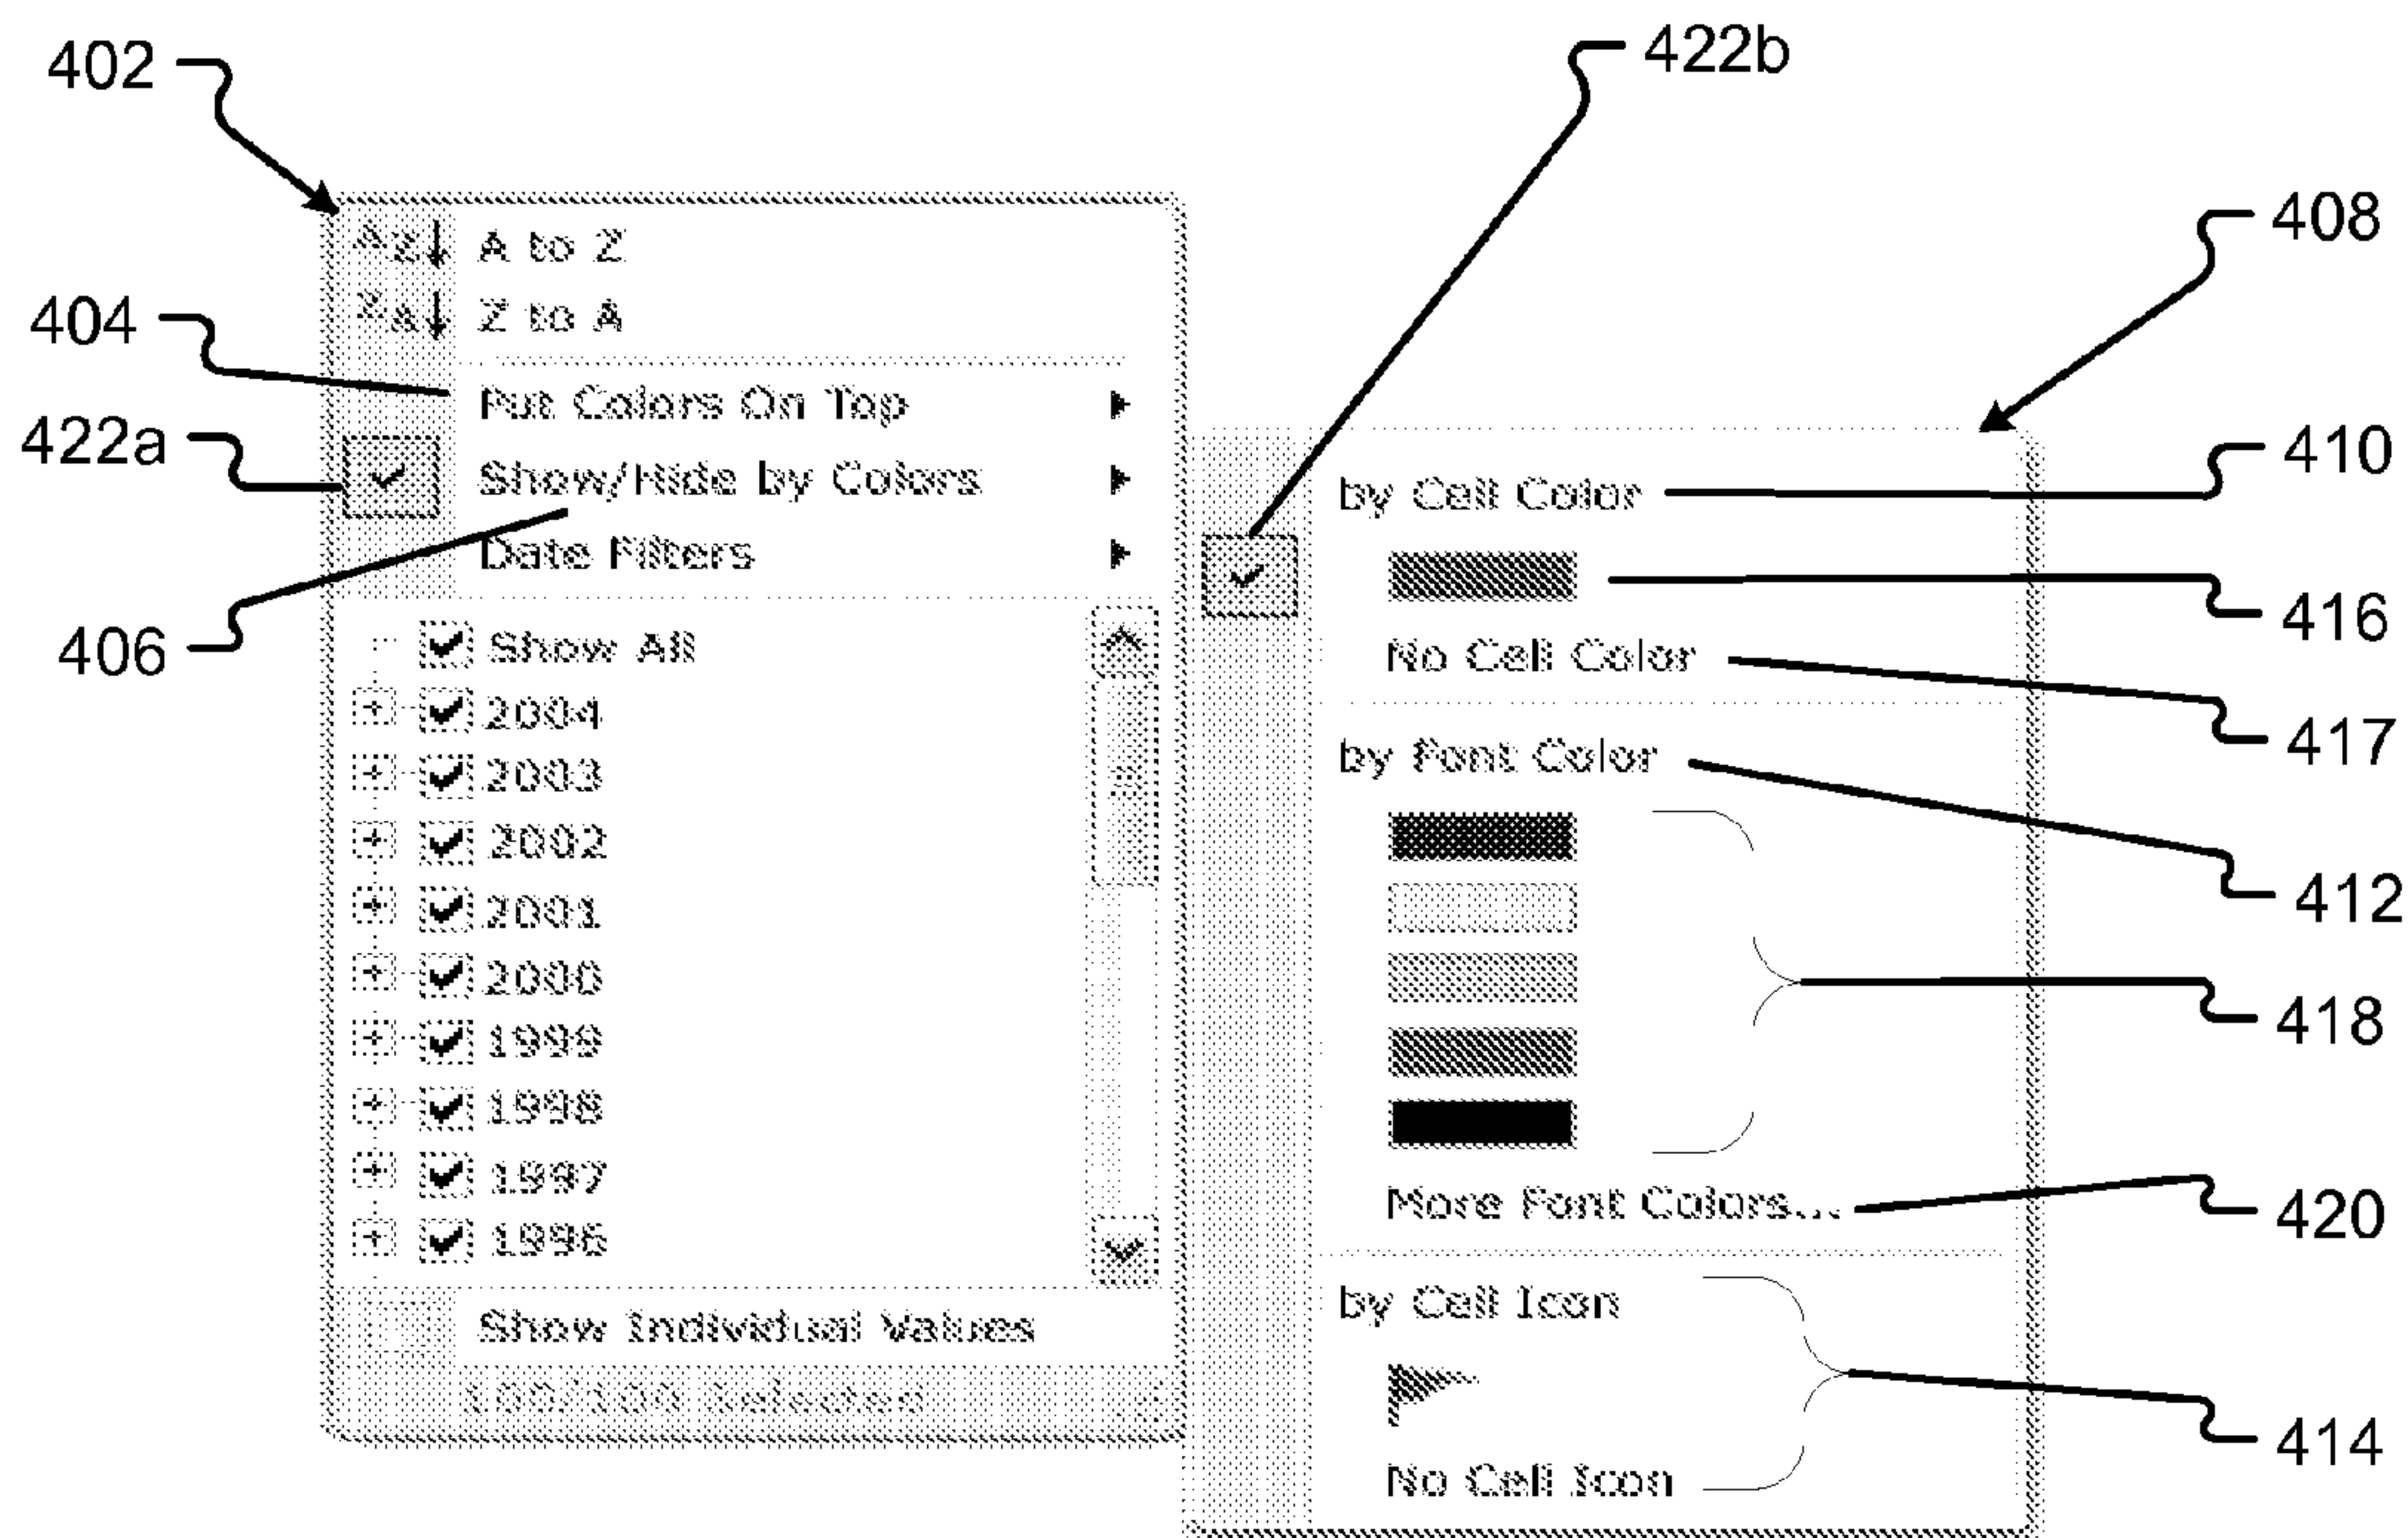 402
422b
408
A Z A to Z
Z A Z to A
404
Put Colors On Top
422a
Show/Hide by Colors
410
by Cell Color
Date Filters
416
406
Show All
No Cell Color
417
2004
by Font Color
2003
2002
412
2001
2000
418
1999
1998
1997
More Font Colors...
420
1996
by Cell Icon
Show Individual Values
100/100 Selected
414
No Cell Icon